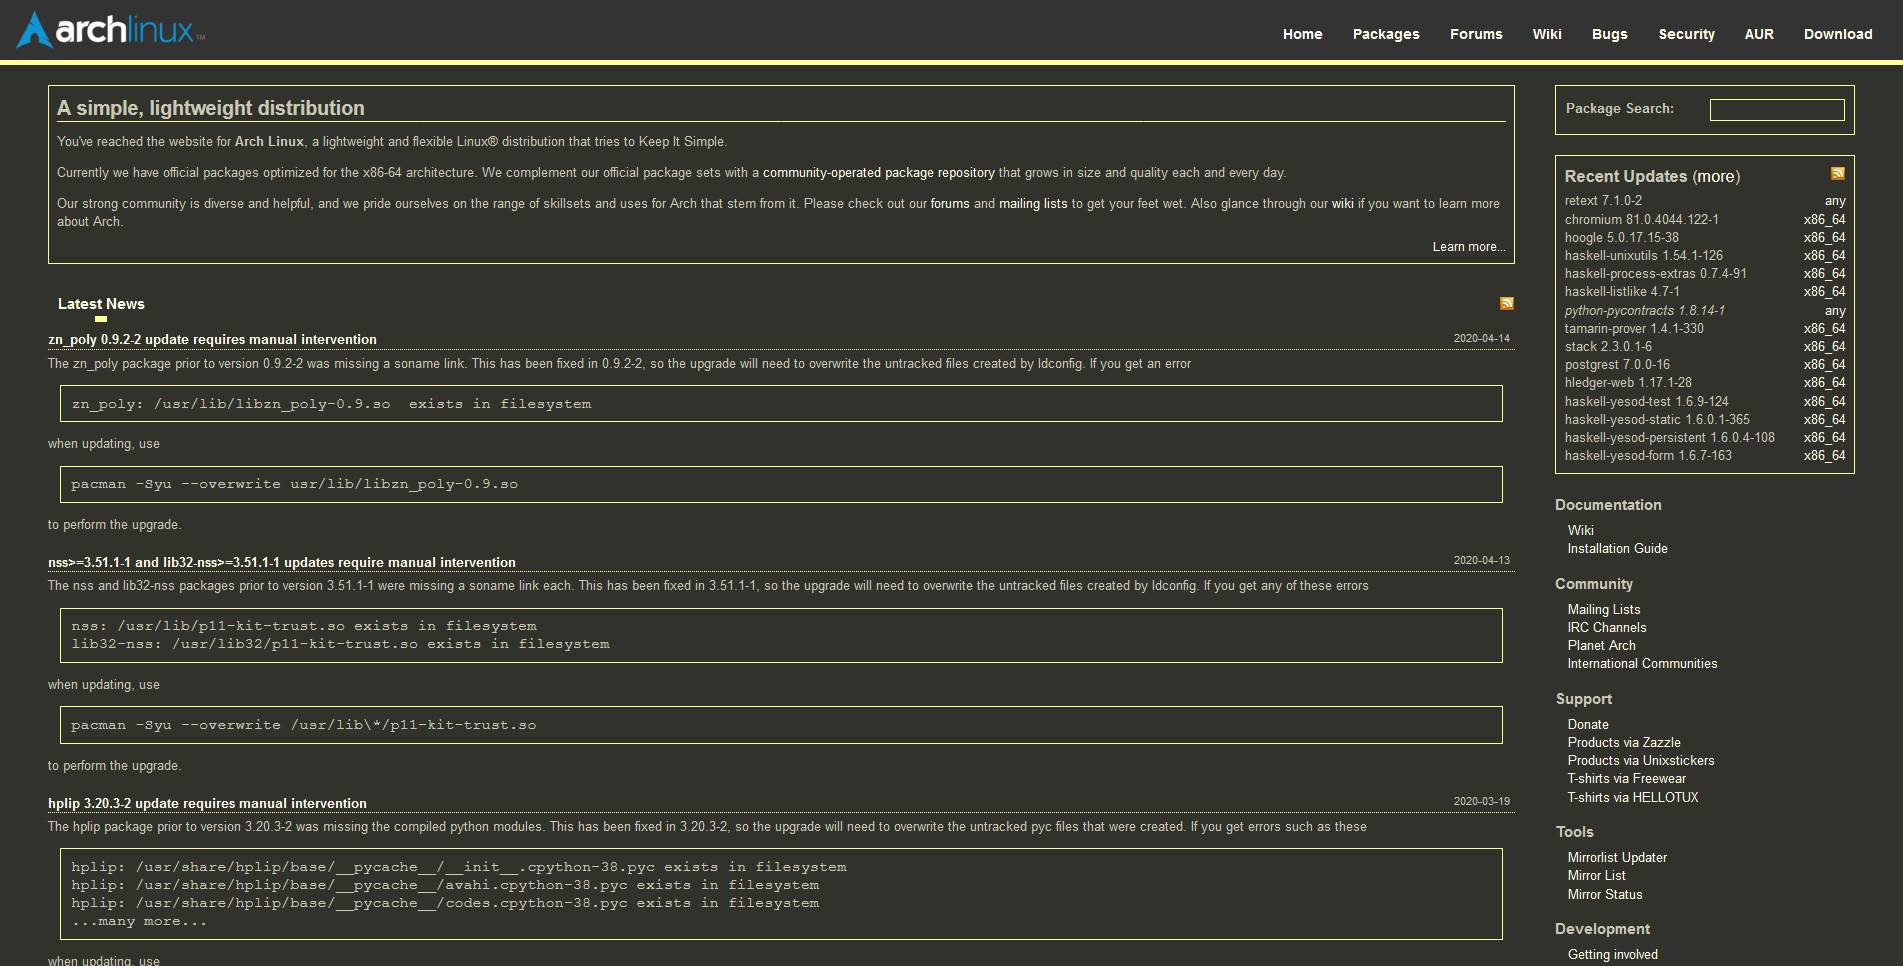 archlinux™
Home Packages Forums Wiki Bugs Security AUR Download
A simple, lightweight distribution
You've reached the website for Arch Linux, a lightweight and flexible Linux® distribution that tries to Keep It Simple.
Currently we have official packages optimized for the x86-64 architecture. We complement our official package sets with a community-operated package repository that grows in size and quality each and every day.
Our strong community is diverse and helpful, and we pride ourselves on the range of skillsets and uses for Arch that stem from it. Please check out our forums and mailing lists to get your feet wet. Also glance through our wiki if you want to learn more
about Arch.
Learn more...
Latest News
zn_poly 0.9.2-2 update requires manual intervention 2020-04-14
The zn_poly package prior to version 0.9.2-2 was missing a soname link. This has been fixed in 0.9.2-2, so the upgrade will need to overwrite the untracked files created by ldconfig. If you get an error
zn_poly: /usr/lib/libzn_poly-0.9.so  exists in filesystem
when updating, use
pacman -Syu --overwrite usr/lib/libzn_poly-0.9.so
to perform the upgrade.
nss>=3.51.1-1 and lib32-nss>=3.51.1-1 updates require manual intervention 2020-04-13
The nss and lib32-nss packages prior to version 3.51.1-1 were missing a soname link each. This has been fixed in 3.51.1-1, so the upgrade will need to overwrite the untracked files created by ldconfig. If you get any of these errors
nss: /usr/lib/p11-kit-trust.so exists in filesystem
lib32-nss: /usr/lib32/p11-kit-trust.so exists in filesystem
when updating, use
pacman -Syu --overwrite /usr/lib\*/p11-kit-trust.so
to perform the upgrade.
hplip 3.20.3-2 update requires manual intervention 2020-03-19
The hplip package prior to version 3.20.3-2 was missing the compiled python modules. This has been fixed in 3.20.3-2, so the upgrade will need to overwrite the untracked pyc files that were created. If you get errors such as these
hplip: /usr/share/hplip/base/__pycache__/__init__.cpython-38.pyc exists in filesystem
hplip: /usr/share/hplip/base/__pycache__/avahi.cpython-38.pyc exists in filesystem
hplip: /usr/share/hplip/base/__pycache__/codes.cpython-38.pyc exists in filesystem
...many more...
when updating, use
Package Search:
Recent Updates (more)
retext 7.1.0-2 any
chromium 81.0.4044.122-1 x86_64
hoogle 5.0.17.15-38 x86_64
haskell-unixutils 1.54.1-126 x86_64
haskell-process-extras 0.7.4-91 x86_64
haskell-listlike 4.7-1 x86_64
python-pycontracts 1.8.14-1 any
tamarin-prover 1.4.1-330 x86_64
stack 2.3.0.1-6 x86_64
postgrest 7.0.0-16 x86_64
hledger-web 1.17.1-28 x86_64
haskell-yesod-test 1.6.9-124 x86_64
haskell-yesod-static 1.6.0.1-365 x86_64
haskell-yesod-persistent 1.6.0.4-108 x86_64
haskell-yesod-form 1.6.7-163 x86_64
Documentation
Wiki
Installation Guide
Community
Mailing Lists
IRC Channels
Planet Arch
International Communities
Support
Donate
Products via Zazzle
Products via Unixstickers
T-shirts via Freewear
T-shirts via HELLOTUX
Tools
Mirrorlist Updater
Mirror List
Mirror Status
Development
Getting involved